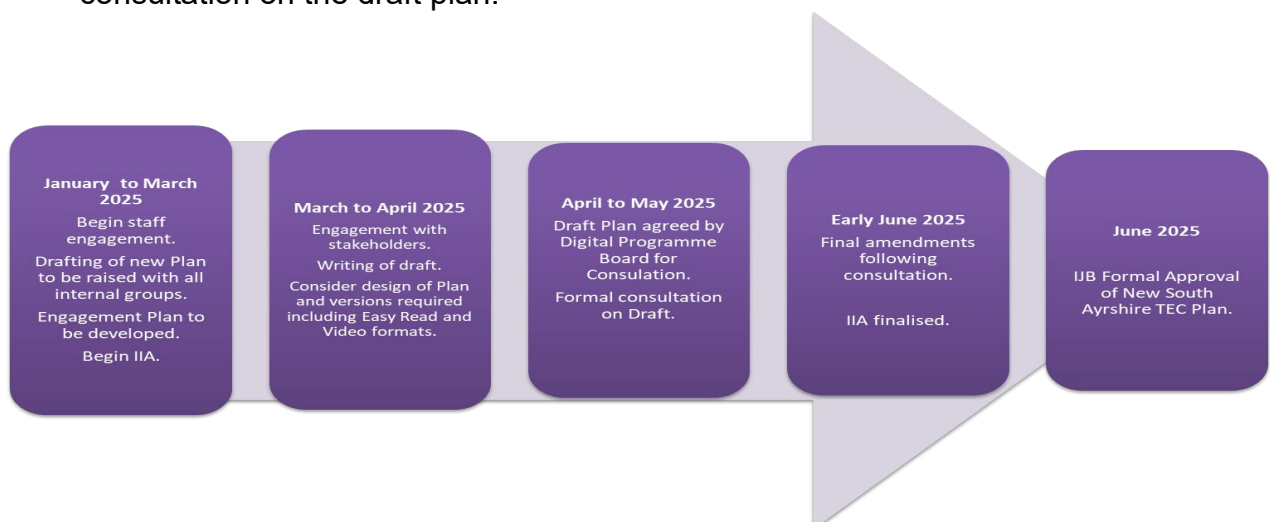 consultation on the draft plan.
January to March
2025
Begin staff
engagement.
Drafting of new Plan
to be raised with all
internal groups.
Engagement Plan to
be developed.
Begin IIA.
March to April 2025
Engagement with
stakeholders.
Writing of draft.
Consider design of Plan
and versions required
including Easy Read and
Video formats.
April to May 2025
Draft Plan agreed by
Digital Programme
Board for
Consulation.
Formal consultation
on Draft.
Early June 2025
Final amendments
following
consultation.
IIA finalised.
June 2025
IJB Formal Approval
of New South
Ayrshire TEC Plan.